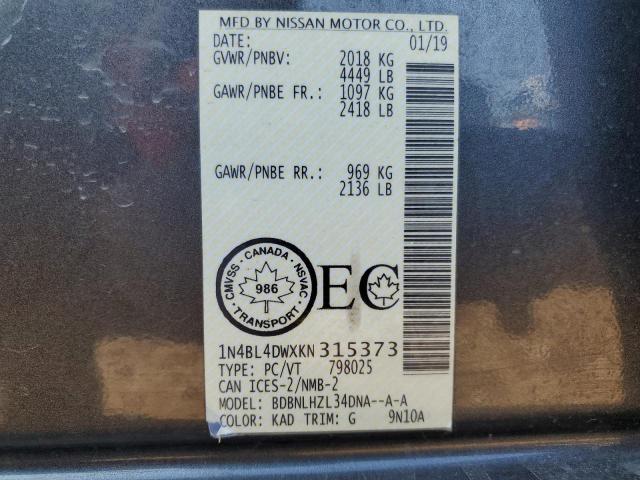 MFD BY NISSAN MOTOR CO., LTD.
DATE: 01/19
GVWR/PNBV: 2018 KG
4449 LB
GAWR/PNBE FR.: 1097 KG
2418 LB
GAWR/PNBE RR.: 969 KG
2136 LB
CMVSS · CANADA · NSVAC · TRANSPORT ·
986
EC
1N4BL4DWXKN315373
TYPE: PC/VT 798025
CAN ICES-2/NMB-2
MODEL: BDBNLHZL34DNA--A-A
COLOR: KAD TRIM: G 9N10A